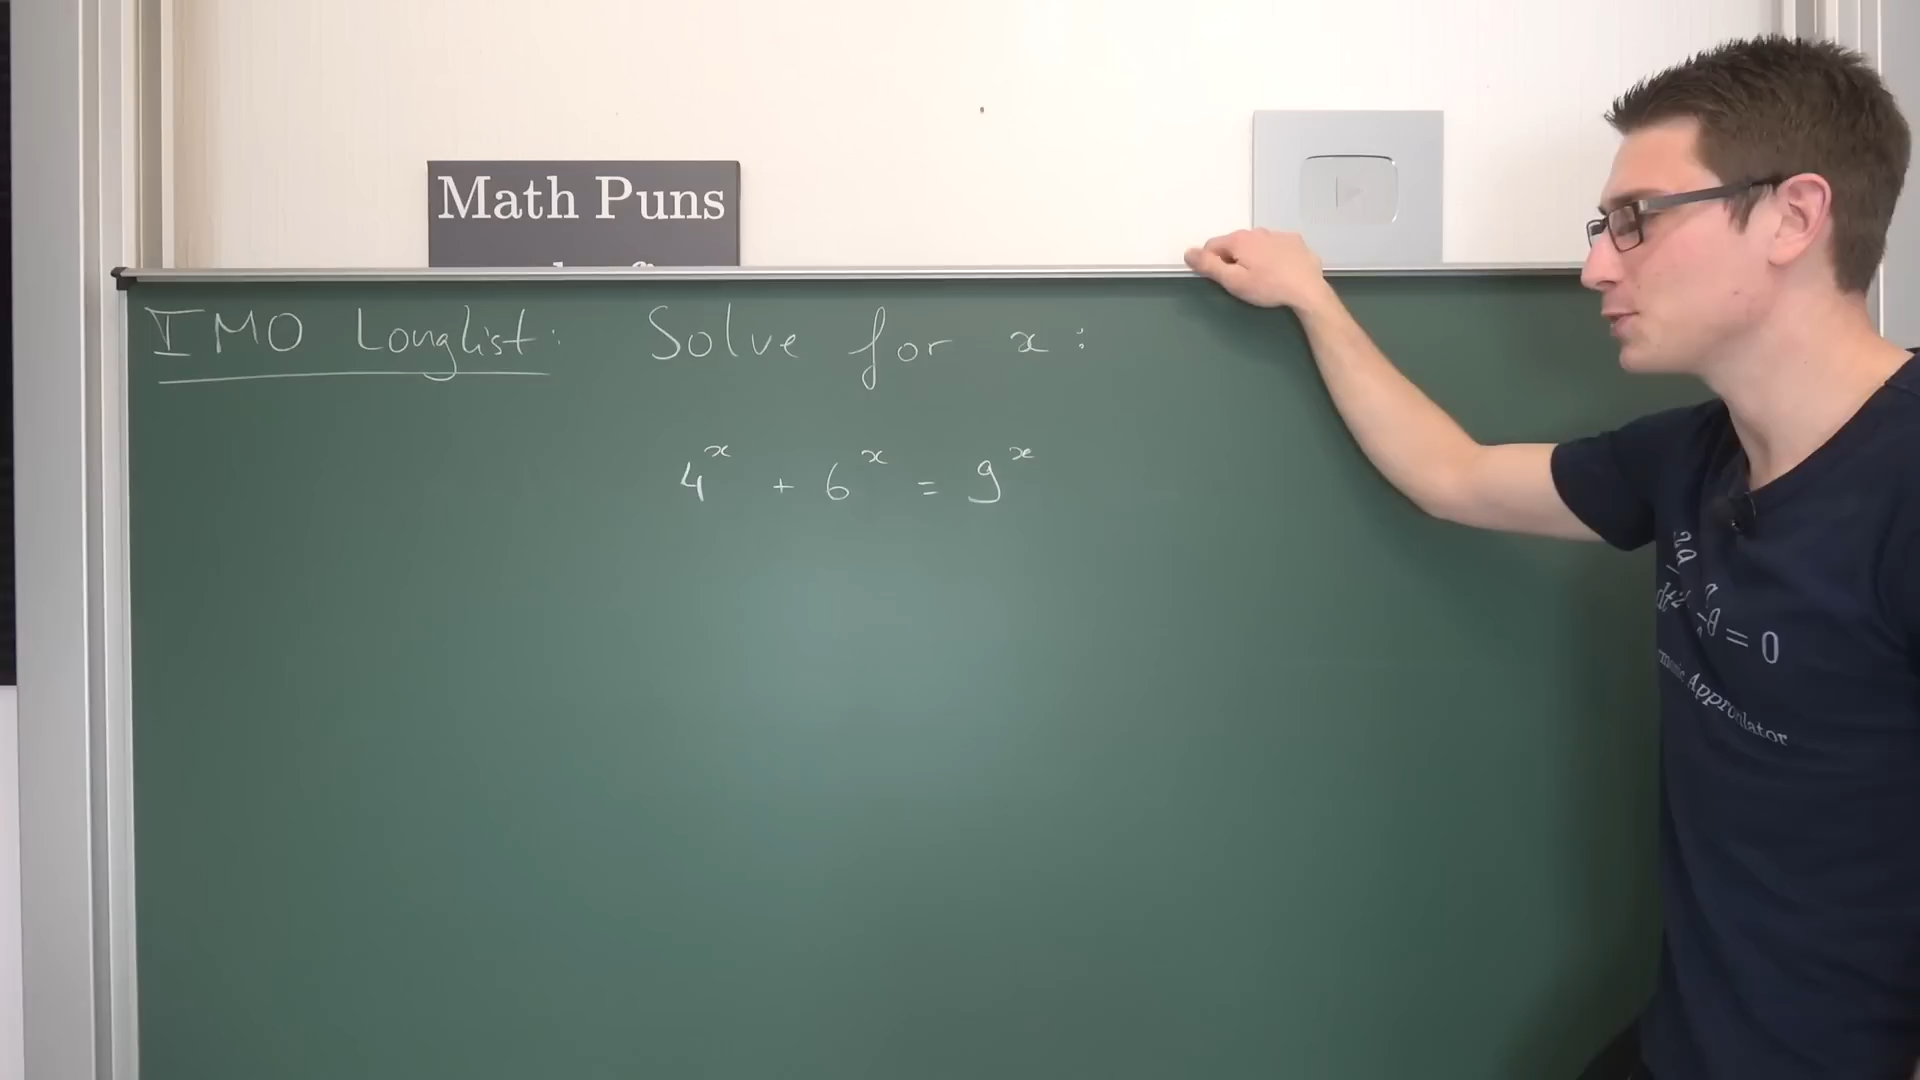 Math Puns
IMO Longlist: Solve for x:
4^x + 6^x = 9^x
= 0